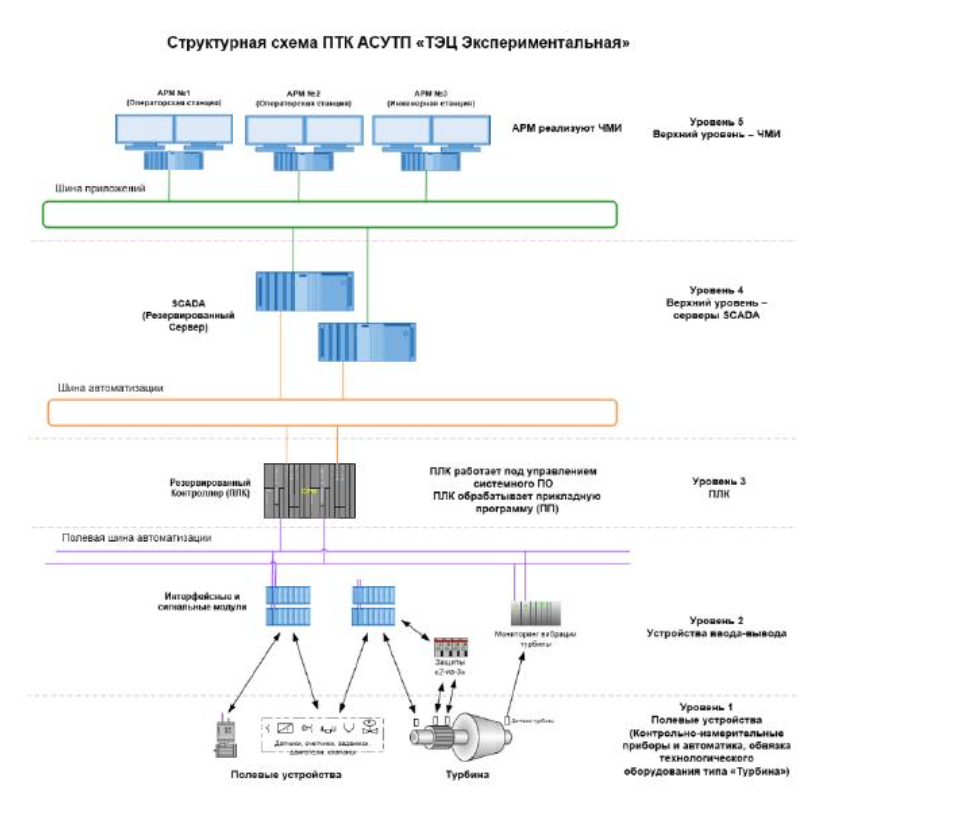 Структурная схема ПТК АСУТП «ТЭЦ Экспериментальная»
АРМ №1
(Операторская станция)
АРМ №2
(Операторская станция)
АРМ №3
(Инженерная станция)
АРМ реализуют ЧМИ
Уровень 5
Верхний уровень – ЧМИ
Шина приложений
SCADA
(Резервированный
Сервер)
Уровень 4
Верхний уровень –
серверы SCADA
Шина автоматизации
Резервированный
Контроллер (ПЛК)
ПЛК работает под управлением
системного ПО
ПЛК обрабатывает прикладную
программу (ПП)
Уровень 3
ПЛК
Полевая шина автоматизации
Интерфейсные и
сигнальные модули
Мониторинг вибрации
турбины
Защиты
«2-из-3»
Уровень 2
Устройства ввода-вывода
Датчики турбины
Датчики, счетчики, задвижки,
двигатели, клапаны
Полевые устройства
Турбина
Уровень 1
Полевые устройства
(Контрольно-измерительные
приборы и автоматика, обвязка
технологического
оборудования типа «Турбина»)